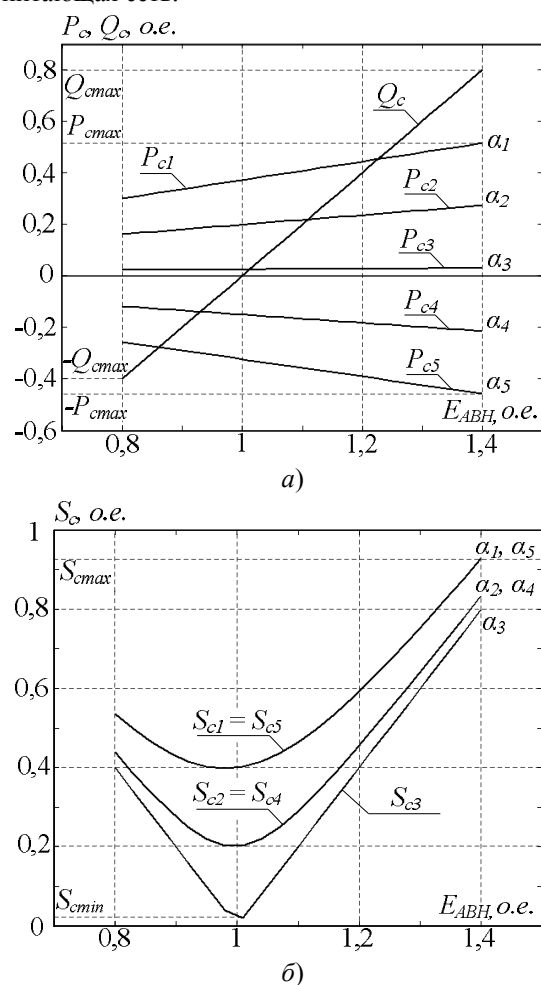 питающая сеть.
P_c, Q_c, о.е.
0,8
Q_cmax
0,6
P_cmax
0,4
0,2
0
-0,2
-Q_cmax
-0,4
-P_cmax
-0,6
Q_c
P_c1
P_c2
P_c3
P_c4
P_c5
α_1
α_2
α_3
α_4
α_5
E_АВН, о.е.
0,8 1 1,2 1,4
а)
S_c, о.е.
1
S_cmax
0,8
0,6
0,4
0,2
S_cmin
0
α_1, α_5
α_2, α_4
α_3
S_c1 = S_c5
S_c2 = S_c4
S_c3
E_АВН, о.е.
0,8 1 1,2 1,4
б)